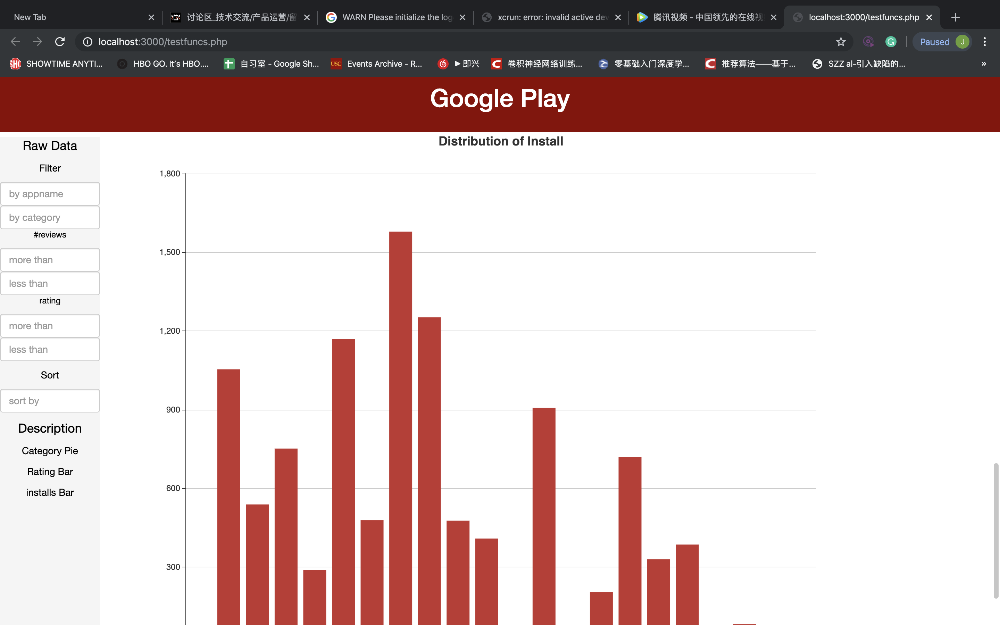 New Tab
讨论区_技术交流/产品运营/留
WARN Please initialize the log
xcrun: error: invalid active dev
腾讯视频 - 中国领先的在线视
localhost:3000/testfuncs.php
localhost:3000/testfuncs.php
Paused
J
SHOWTIME ANYTI...
HBO GO. It's HBO....
自习室 - Google Sh...
USC
Events Archive - R...
▶即兴
卷积神经网络训练...
零基础入门深度学...
推荐算法——基于...
SZZ al-引入缺陷的...
»
Google Play
Raw Data
Filter
by appname
by category
#reviews
more than
less than
rating
more than
less than
Sort
sort by
Description
Category Pie
Rating Bar
installs Bar
Distribution of Install
1,800
1,500
1,200
900
600
300